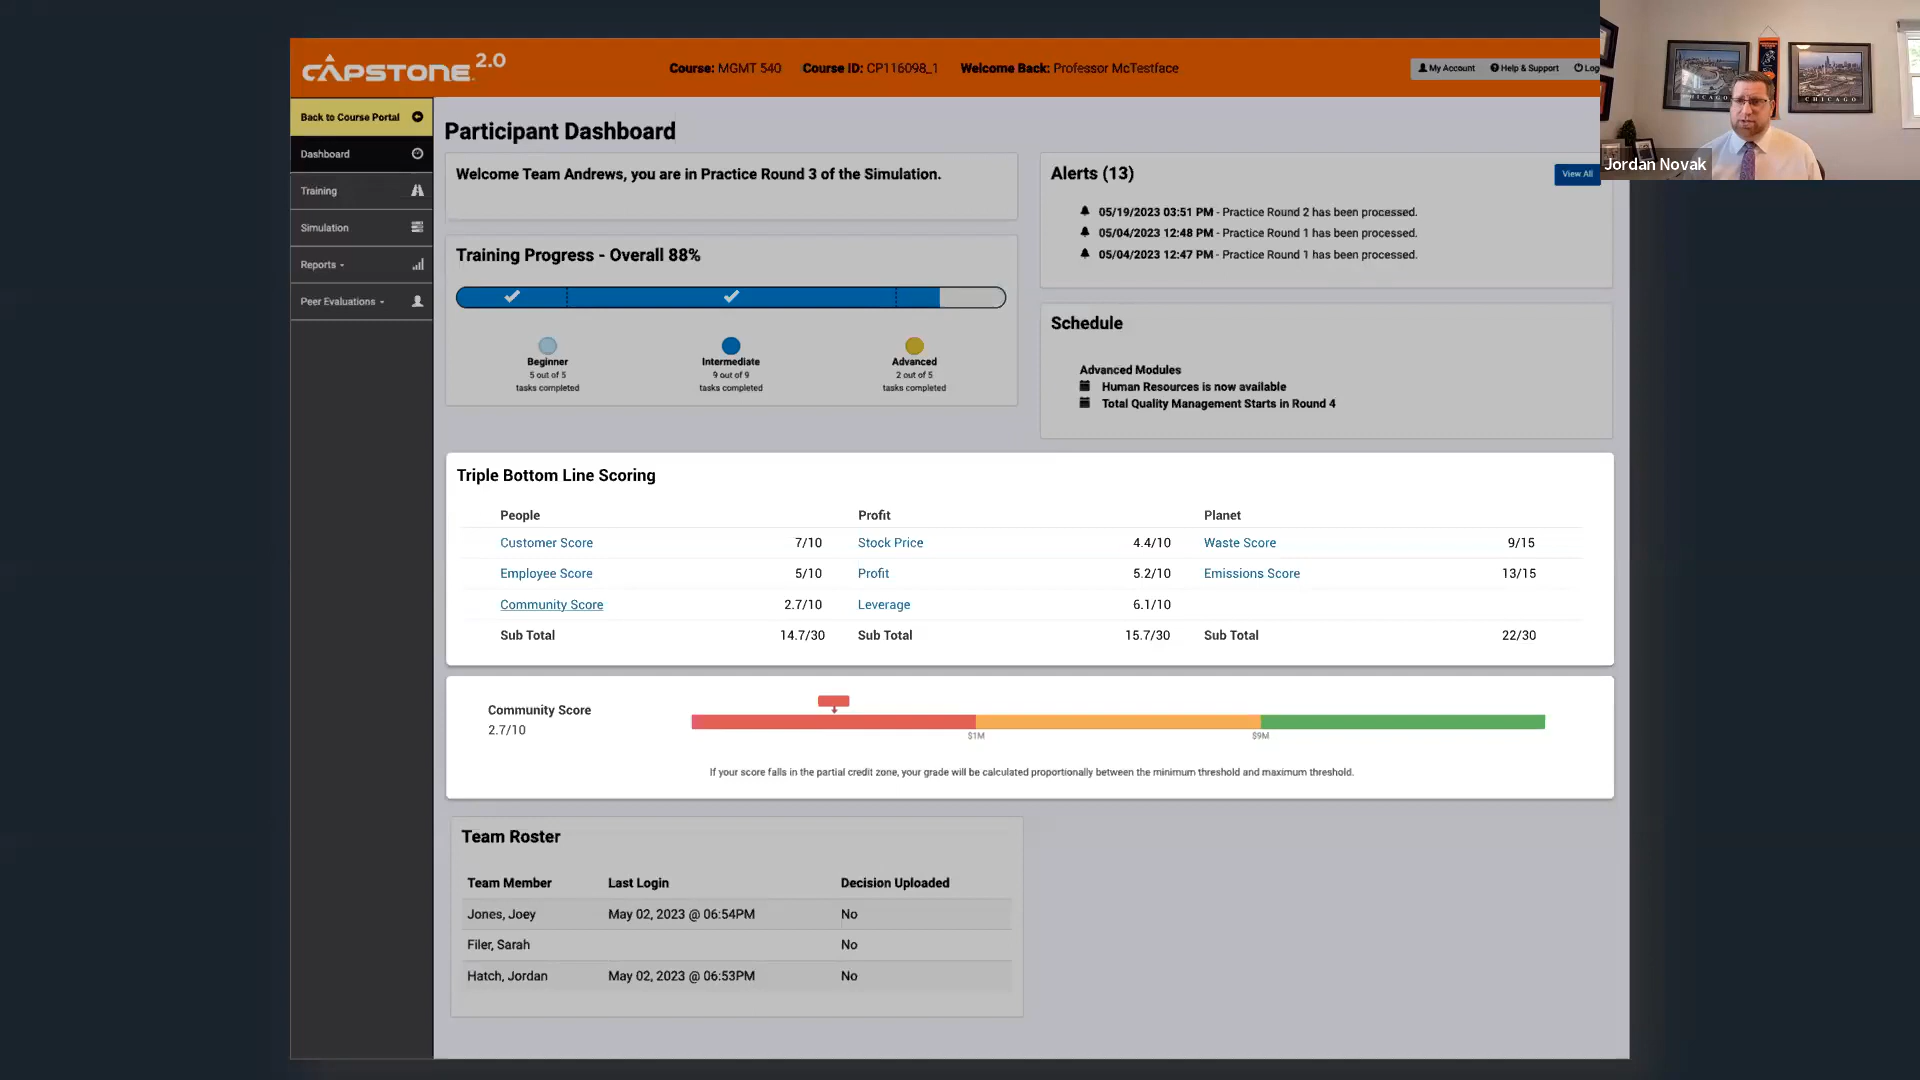 CAPSTONE 2.0
Course: MGMT 540 Course ID: CP116098_1 Welcome Back: Professor McTestface
My Account Help & Support Log
Back to Course Portal
Dashboard
Training
Simulation
Reports
Peer Evaluations
Participant Dashboard
Welcome Team Andrews, you are in Practice Round 3 of the Simulation.
Training Progress - Overall 88%
Beginner
5 out of 5
tasks completed
Intermediate
9 out of 9
tasks completed
Advanced
2 out of 5
tasks completed
Alerts (13)
View All
05/19/2023 03:51 PM - Practice Round 2 has been processed.
05/04/2023 12:48 PM - Practice Round 1 has been processed.
05/04/2023 12:47 PM - Practice Round 1 has been processed.
Schedule
Advanced Modules
Human Resources is now available
Total Quality Management Starts in Round 4
Jordan Novak
CHICAGO
CHICAGO
Triple Bottom Line Scoring
People Profit Planet
Customer Score 7/10 Stock Price 4.4/10 Waste Score 9/15
Employee Score 5/10 Profit 5.2/10 Emissions Score 13/15
Community Score 2.7/10 Leverage 6.1/10
Sub Total 14.7/30 Sub Total 15.7/30 Sub Total 22/30
Community Score
2.7/10
$1M $9M
If your score falls in the partial credit zone, your grade will be calculated proportionally between the minimum threshold and maximum threshold.
Team Roster
Team Member Last Login Decision Uploaded
Jones, Joey May 02, 2023 @ 06:54PM No
Filer, Sarah No
Hatch, Jordan May 02, 2023 @ 06:53PM No